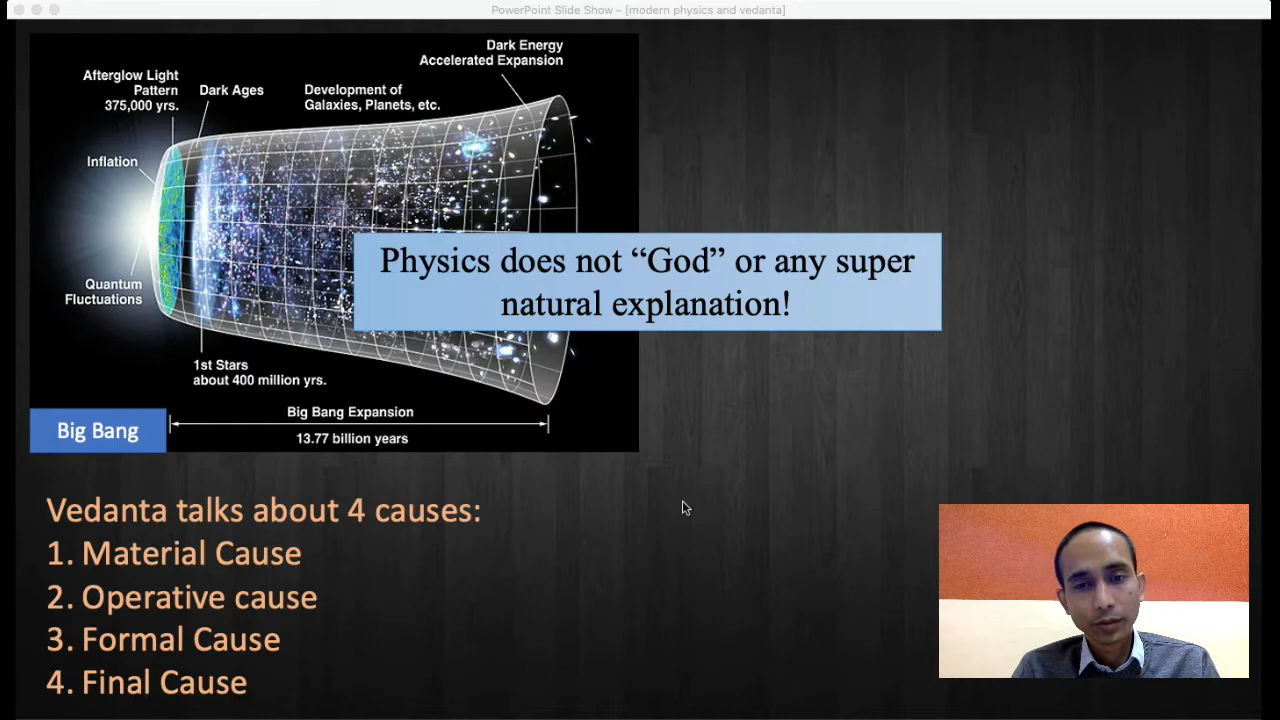 PowerPoint Slide Show – [modern physics and vedanta]
Dark Energy
Accelerated Expansion
Afterglow Light
Pattern
375,000 yrs.
Dark Ages
Development of
Galaxies, Planets, etc.
Inflation
Quantum
Fluctuations
Physics does not “God” or any super
natural explanation!
1st Stars
about 400 million yrs.
Big Bang Expansion
13.77 billion years
Big Bang
Vedanta talks about 4 causes:
1. Material Cause
2. Operative cause
3. Formal Cause
4. Final Cause